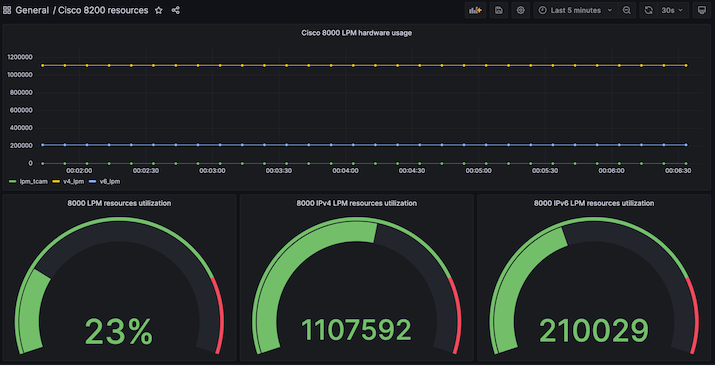 General / Cisco 8200 resources
Last 5 minutes
30s
Cisco 8000 LPM hardware usage
1200000
1000000
800000
600000
400000
200000
0
00:02:00 00:02:30 00:03:00 00:03:30 00:04:00 00:04:30 00:05:00 00:05:30 00:06:00 00:06:30
lpm_tcam v4_lpm v6_lpm
8000 LPM resources utilization
23%
8000 IPv4 LPM resources utilization
1107592
8000 IPv6 LPM resources utilization
210029